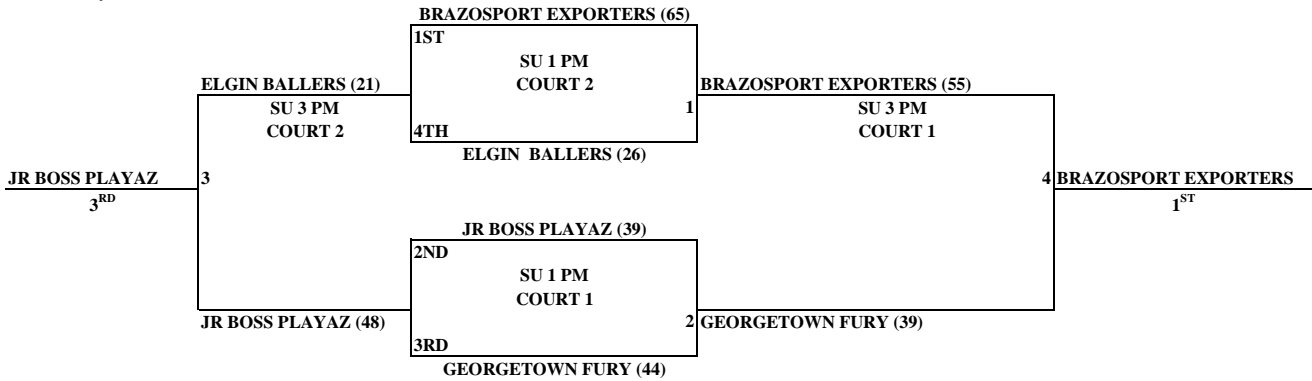 BRAZOSPORT EXPORTERS (65)
1ST
SU 1 PM
COURT 2
ELGIN BALLERS (21)
BRAZOSPORT EXPORTERS (55)
SU 3 PM
COURT 2
1
SU 3 PM
COURT 1
4TH
ELGIN  BALLERS (26)
JR BOSS PLAYAZ
3
4 BRAZOSPORT EXPORTERS
3RD
1ST
JR BOSS PLAYAZ (39)
2ND
SU 1 PM
COURT 1
JR BOSS PLAYAZ (48)
2 GEORGETOWN FURY (39)
3RD
GEORGETOWN FURY (44)